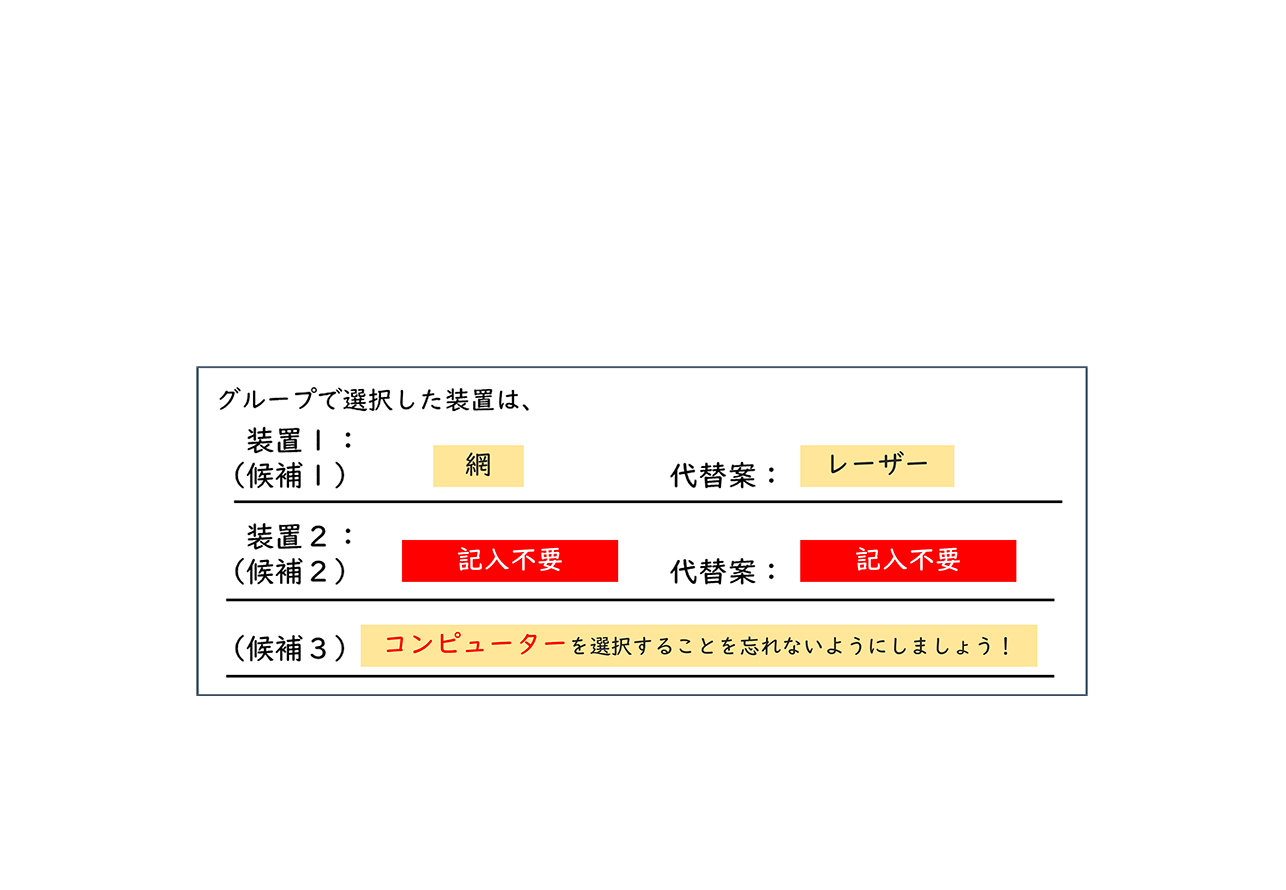 グループで選択した装置は、
装置１：
（候補１） 網 代替案： レーザー
装置２：
（候補２） 記入不要 代替案： 記入不要
（候補３） コンピューターを選択することを忘れないようにしましょう！